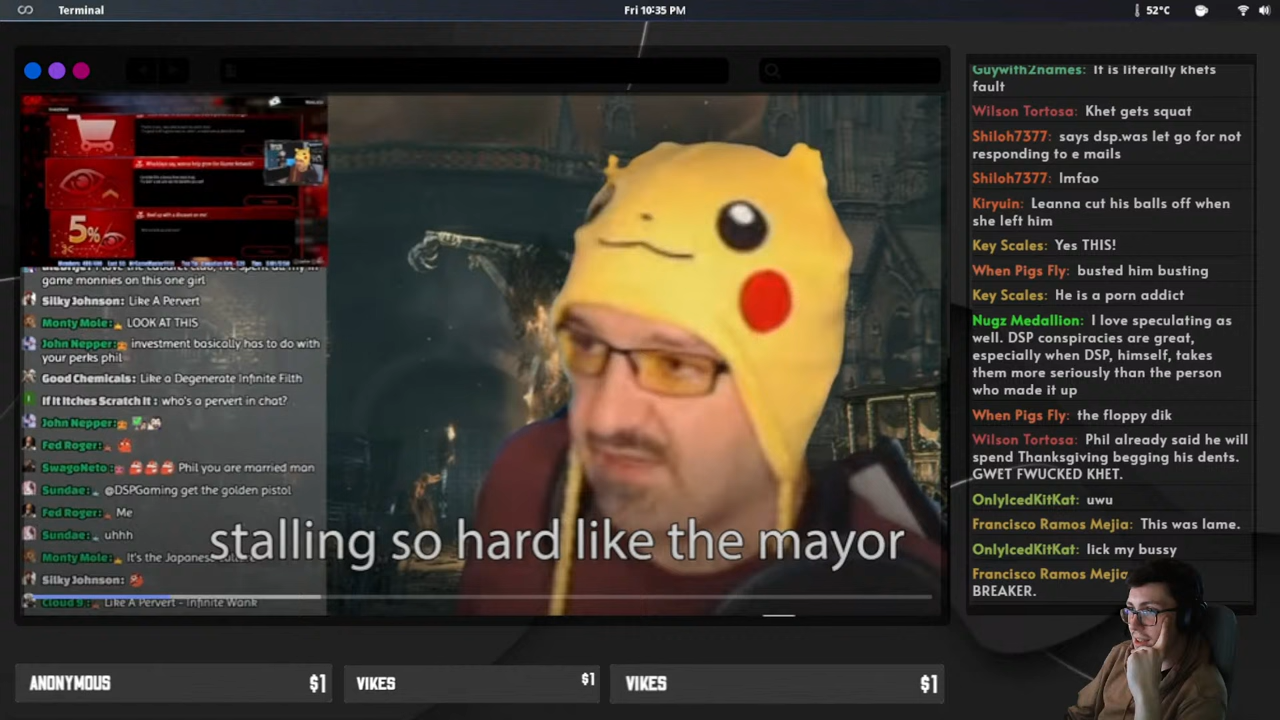 Terminal
Fri 10:35 PM
52°C
5%
game monnies on this one girl
Silky Johnson: Like A Pervert
Monty Mole: LOOK AT THIS
John Nepper: investment basically has to do with
your perks phil
Good Chemicals: Like a Degenerate Infinite Filth
If It Itches Scratch It : who's a pervert in chat?
John Nepper:
Fed Roger:
SwagoNeto: Phil you are married man
Sundae: @DSPGaming get the golden pistol
Fed Roger: Me
Sundae: uhhh
Monty Mole: It's the Japanese
Silky Johnson:
Cloud 9: Like A Pervert - Infinite Wank
stalling so hard like the mayor
Guywith2names: It is literally khets
fault
Wilson Tortosa: Khet gets squat
Shiloh7377: says dsp.was let go for not
responding to e mails
Shiloh7377: lmfao
Kiryuin: Leanna cut his balls off when
she left him
Key Scales: Yes THIS!
When Pigs Fly: busted him busting
Key Scales: He is a porn addict
Nugz Medallion: I love speculating as
well. DSP conspiracies are great,
especially when DSP, himself, takes
them more seriously than the person
who made it up
When Pigs Fly: the floppy dik
Wilson Tortosa: Phil already said he will
spend Thanksgiving begging his dents.
GWET FWUCKED KHET.
OnlyIcedKitKat: uwu
Francisco Ramos Mejia: This was lame.
OnlyIcedKitKat: lick my bussy
Francisco Ramos Mejia
BREAKER.
ANONYMOUS $1
VIKES $1
VIKES $1